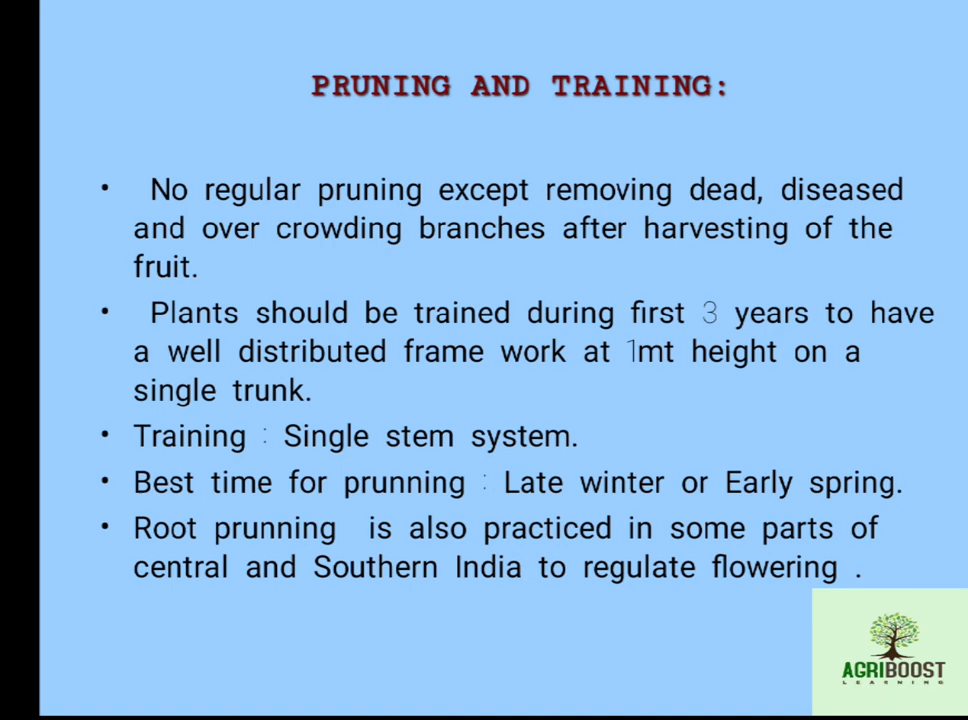 PRUNING AND TRAINING:
• No regular pruning except removing dead, diseased
and over crowding branches after harvesting of the
fruit.
• Plants should be trained during first 3 years to have
a well distributed frame work at 1mt height on a
single trunk.
• Training : Single stem system.
• Best time for prunning : Late winter or Early spring.
• Root prunning is also practiced in some parts of
central and Southern India to regulate flowering .
AGRIBOOST
LEARNING